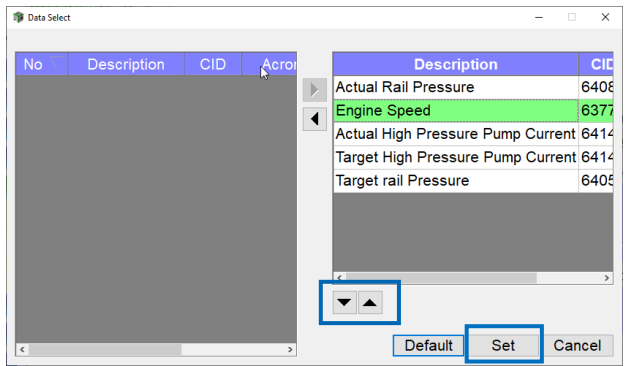 Data Select
No Description CID Acron
Description CID
Actual Rail Pressure 6408
Engine Speed 6377
Actual High Pressure Pump Current 6414
Target High Pressure Pump Current 6414
Target rail Pressure 6405
Default Set Cancel